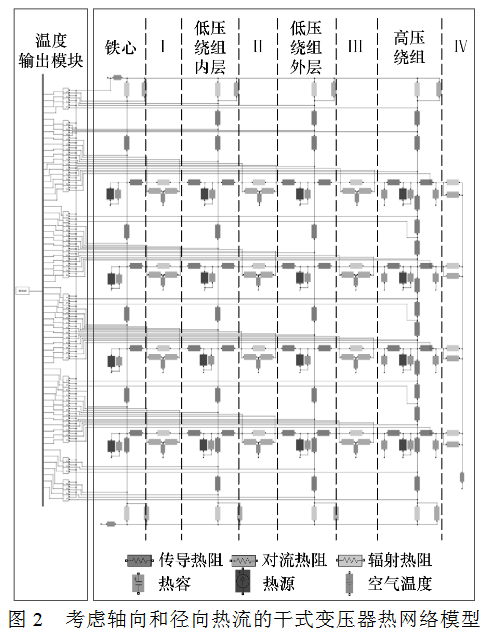 温度
输出模块
铁心
I
低压
绕组
内层
II
低压
绕组
外层
III
高压
绕组
IV
传导热阻 对流热阻 辐射热阻
热容 热源 空气温度
图 2 考虑轴向和径向热流的干式变压器热网络模型